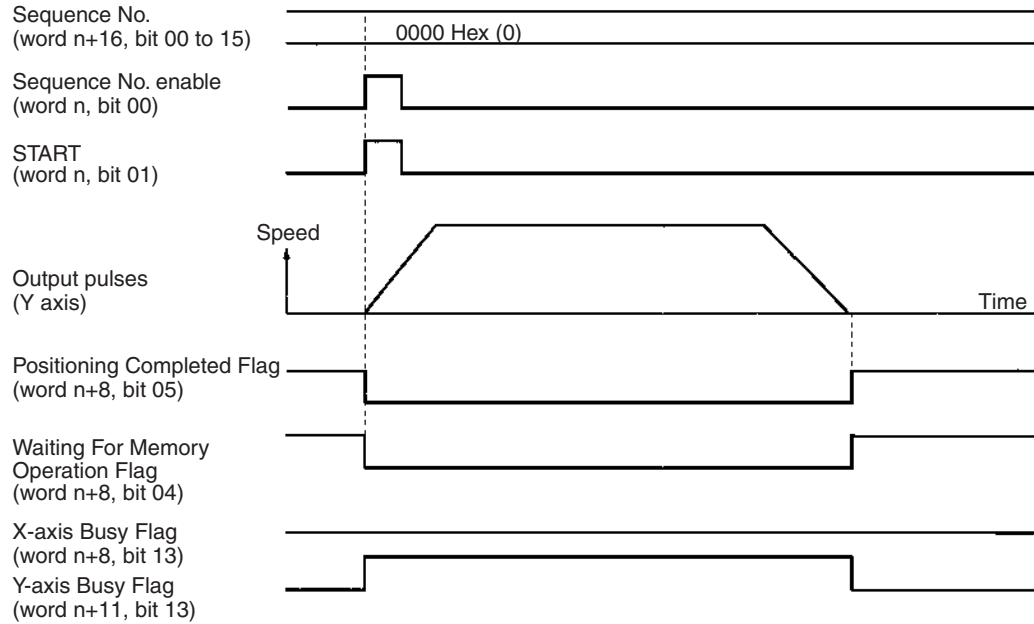 Sequence No.
(word n+16, bit 00 to 15)
0000 Hex (0)
Sequence No. enable
(word n, bit 00)
START
(word n, bit 01)
Speed
Output pulses
(Y axis)
Time
Positioning Completed Flag
(word n+8, bit 05)
Waiting For Memory
Operation Flag
(word n+8, bit 04)
X-axis Busy Flag
(word n+8, bit 13)
Y-axis Busy Flag
(word n+11, bit 13)